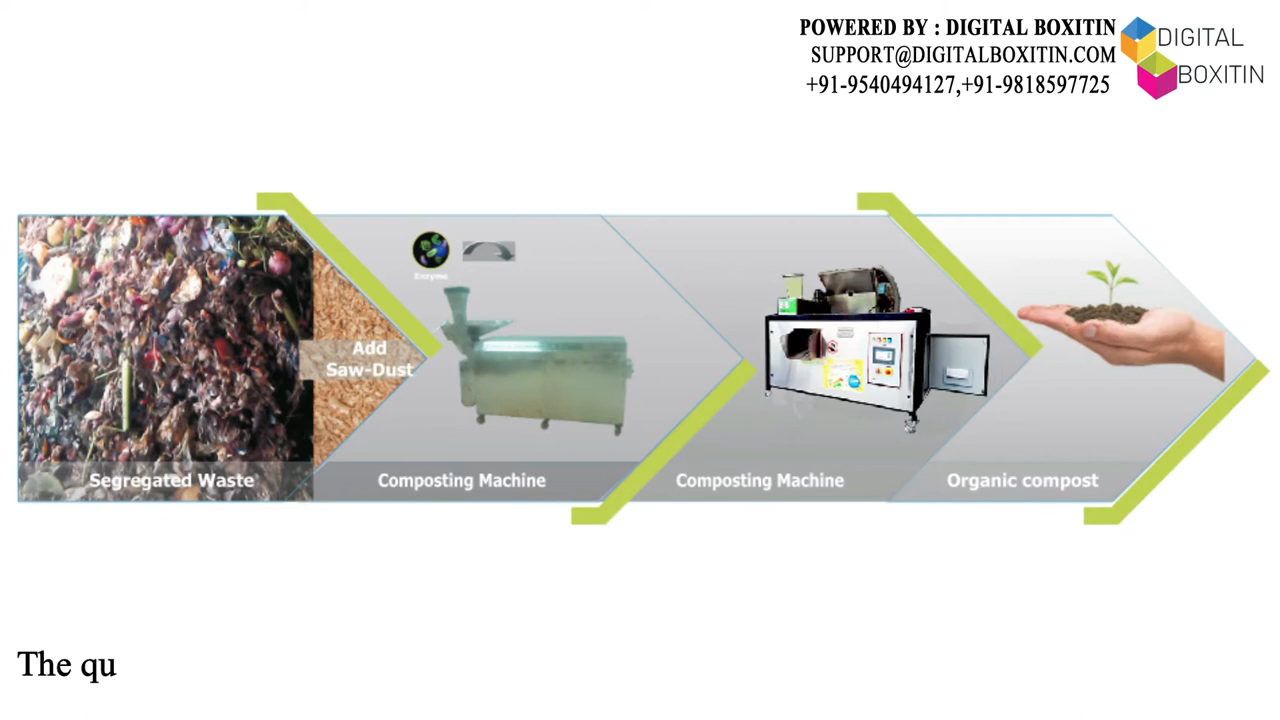 POWERED BY : DIGITAL BOXITIN
SUPPORT@DIGITALBOXITIN.COM
+91-9540494127,+91-9818597725
DIGITAL
BOXITIN
Enzyme
Add
Saw-Dust
Segregated Waste
Composting Machine
Composting Machine
Organic compost
The qu